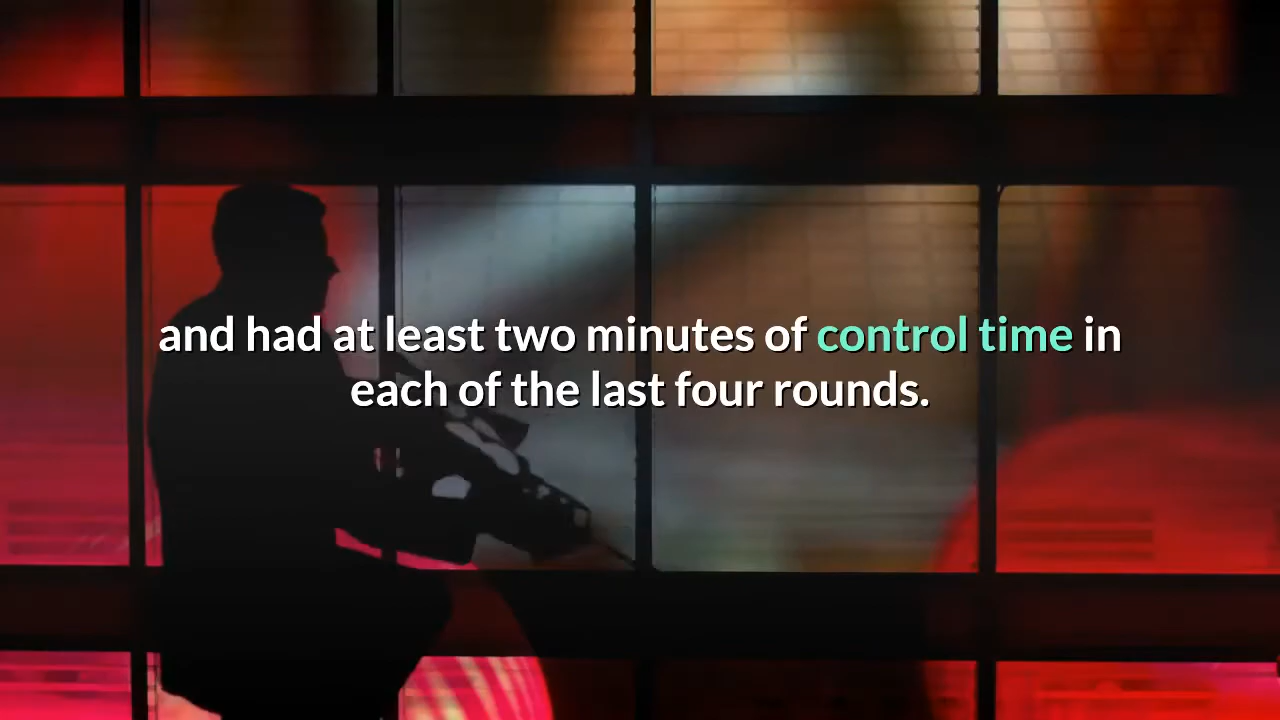 and had at least two minutes of control time in
each of the last four rounds.